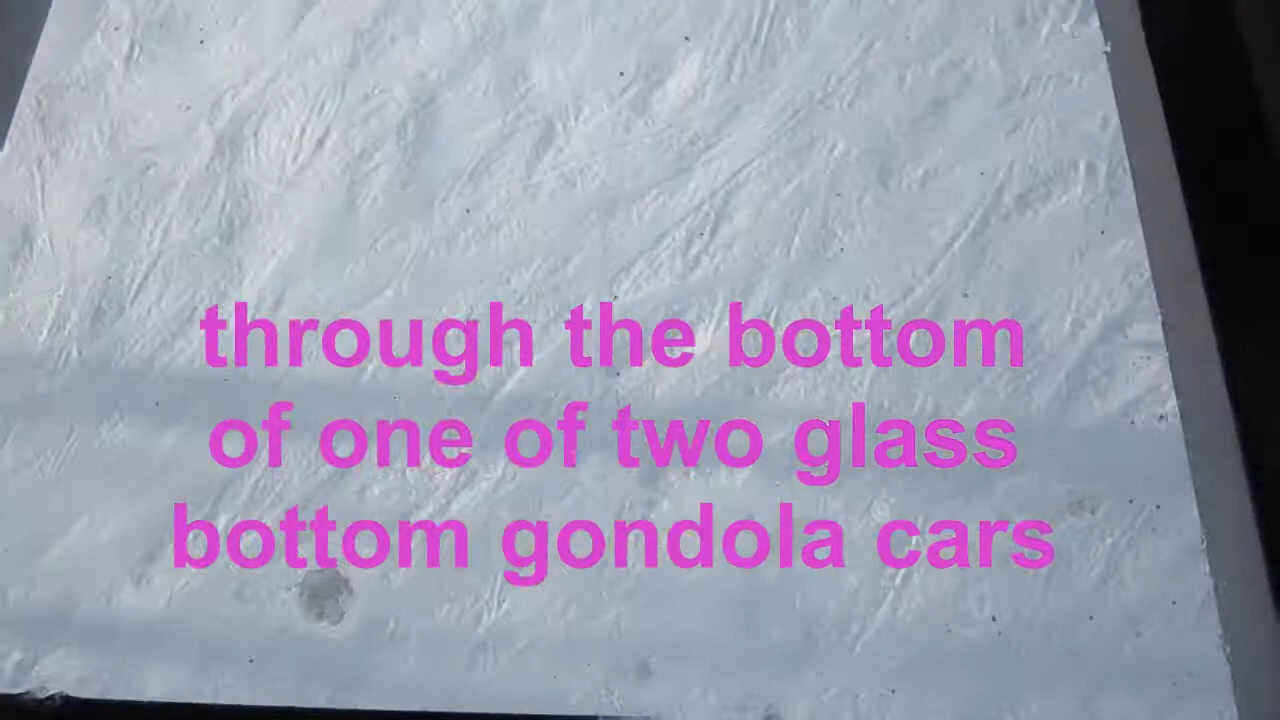 through the bottom
of one of two glass
bottom gondola cars